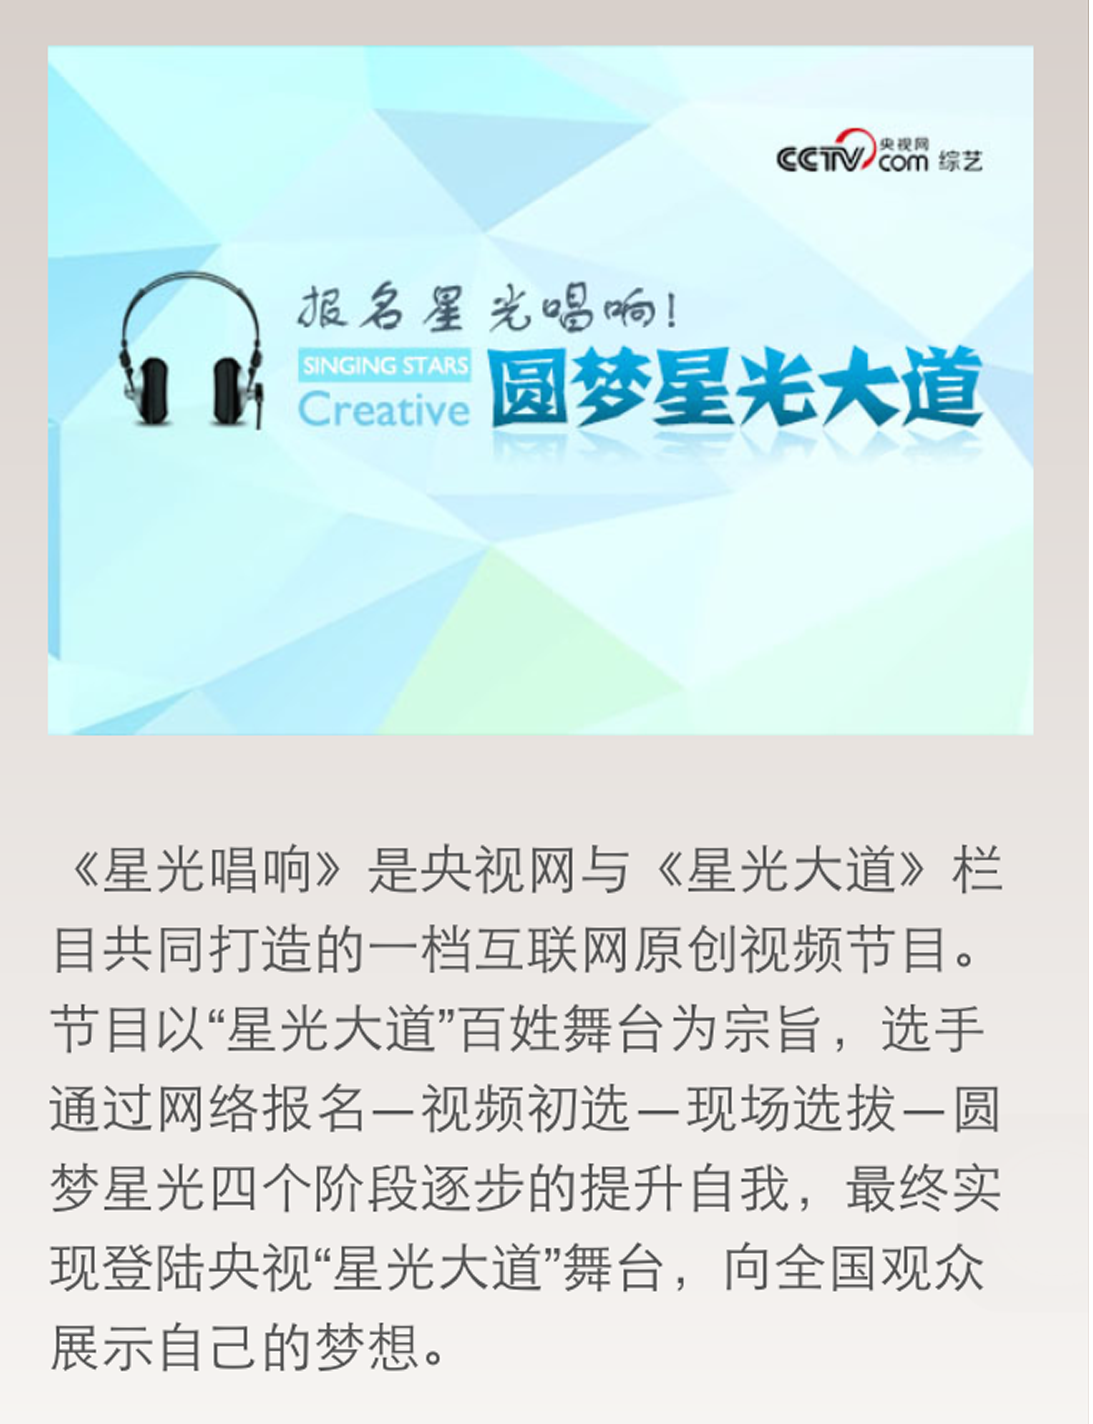 CCTV.com 央视网 综艺
报名星光唱响!
SINGING STARS
Creative
圆梦星光大道
《星光唱响》是央视网与《星光大道》栏
目共同打造的一档互联网原创视频节目。
节目以“星光大道”百姓舞台为宗旨，选手
通过网络报名—视频初选—现场选拔—圆
梦星光四个阶段逐步的提升自我，最终实
现登陆央视“星光大道”舞台，向全国观众
展示自己的梦想。